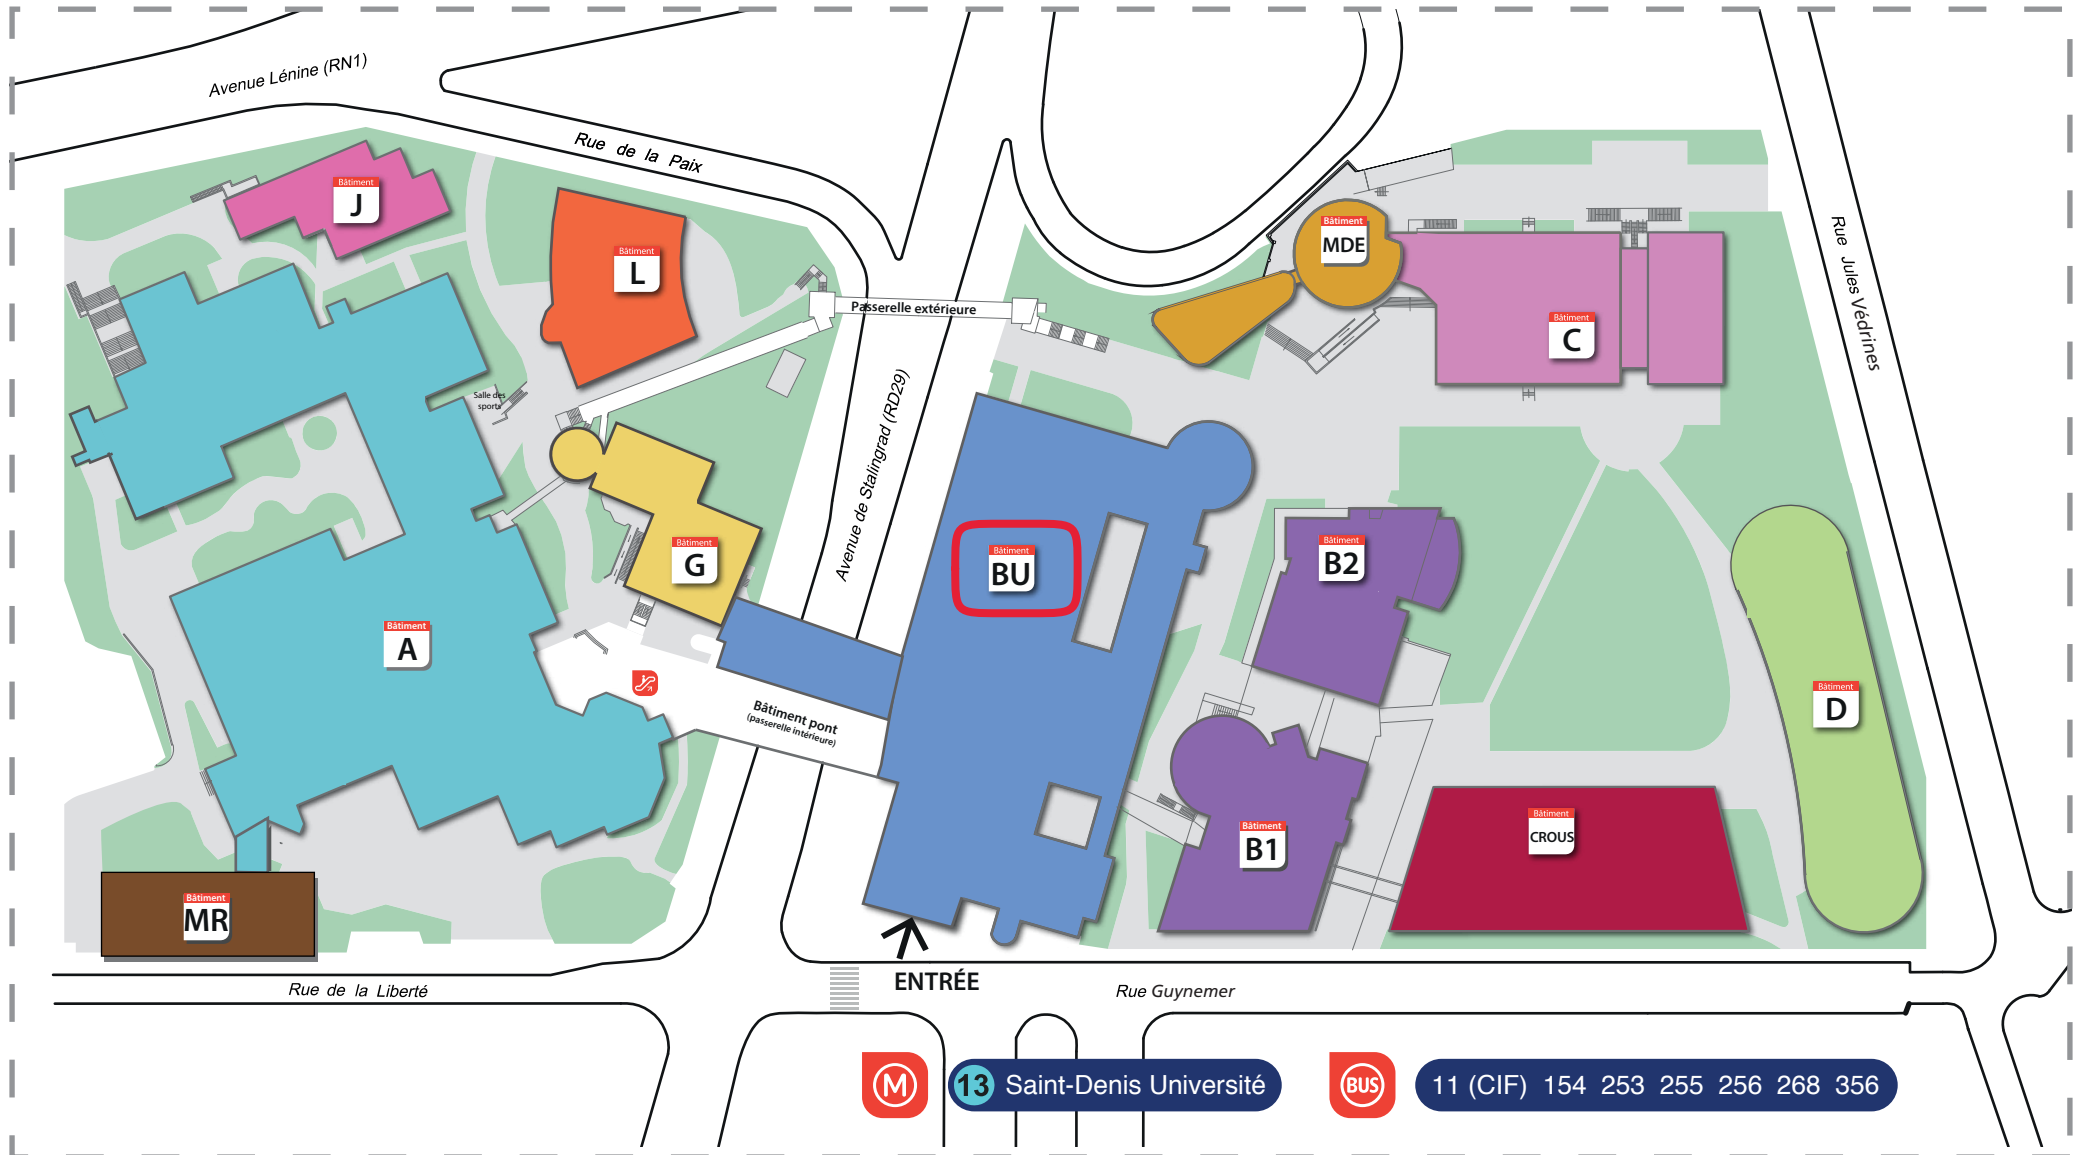 Avenue Lénine (RN1)
Rue de la Paix
Bâtiment
J
Bâtiment
L
Bâtiment
MDE
Rue Jules Védrines
Passerelle extérieure
Bâtiment
C
Salle des
sports
Avenue de Stalingrad (RD29)
Bâtiment
G
Bâtiment
BU
Bâtiment
B2
Bâtiment
A
Bâtiment pont
(passerelle intérieure)
Bâtiment
D
Bâtiment
B1
Bâtiment
CROUS
Bâtiment
MR
ENTRÉE
Rue de la Liberté
Rue Guynemer
M
13 Saint-Denis Université
BUS
11 (CIF) 154 253 255 256 268 356